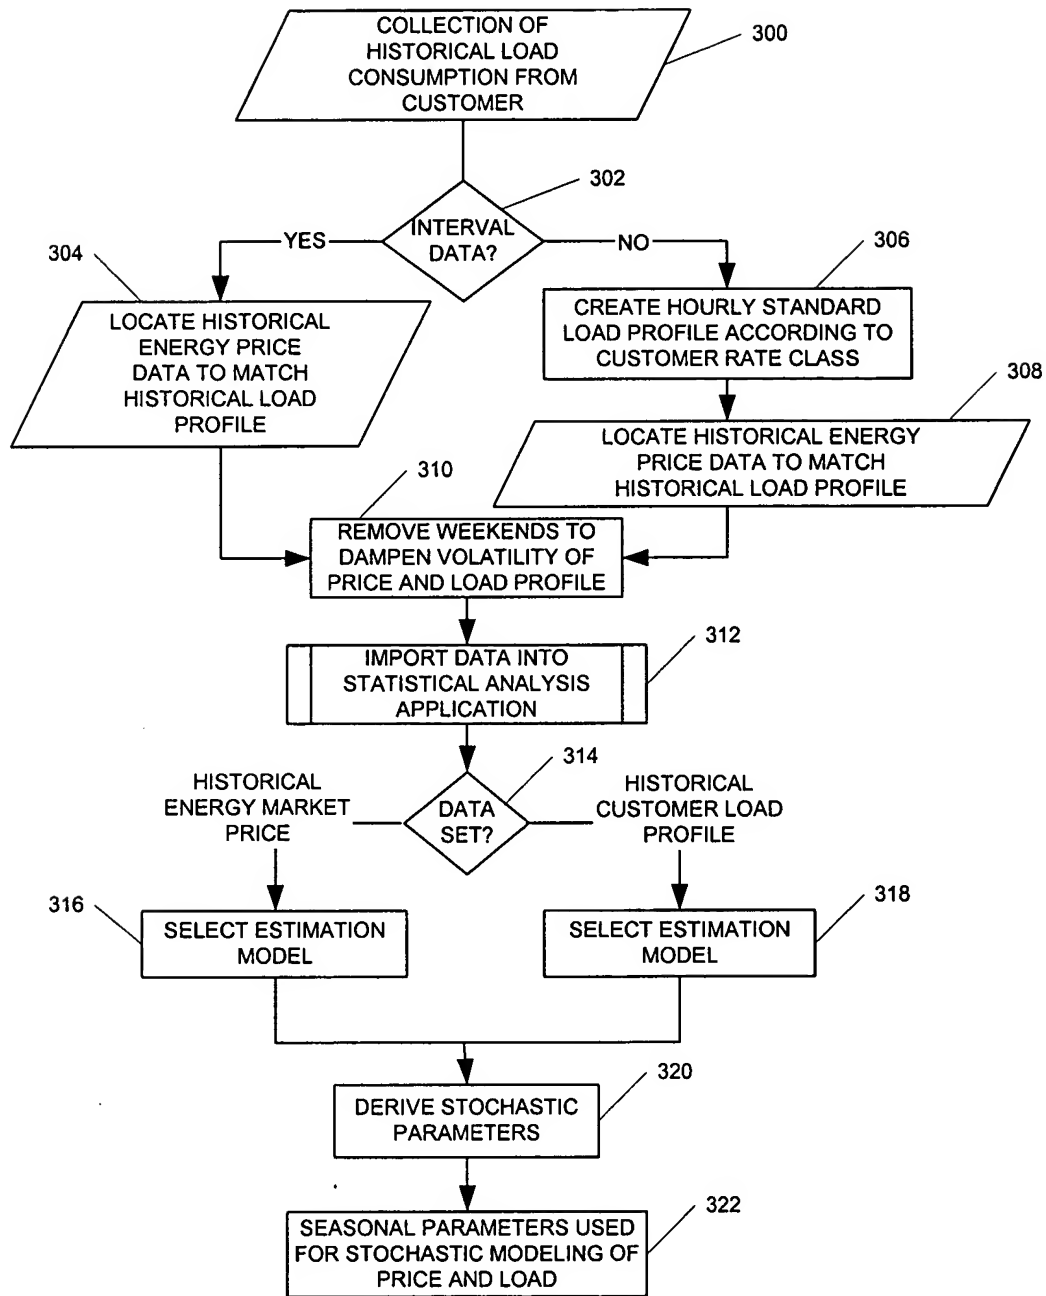 COLLECTION OF
HISTORICAL LOAD
CONSUMPTION FROM
CUSTOMER
300
302
INTERVAL
DATA?
YES
NO
304
306
LOCATE HISTORICAL
ENERGY PRICE
DATA TO MATCH
HISTORICAL LOAD
PROFILE
CREATE HOURLY STANDARD
LOAD PROFILE ACCORDING TO
CUSTOMER RATE CLASS
308
LOCATE HISTORICAL ENERGY
PRICE DATA TO MATCH
HISTORICAL LOAD PROFILE
310
REMOVE WEEKENDS TO
DAMPEN VOLATILITY OF
PRICE AND LOAD PROFILE
312
IMPORT DATA INTO
STATISTICAL ANALYSIS
APPLICATION
314
DATA
SET?
HISTORICAL
ENERGY MARKET
PRICE
HISTORICAL
CUSTOMER LOAD
PROFILE
316
SELECT ESTIMATION
MODEL
318
SELECT ESTIMATION
MODEL
320
DERIVE STOCHASTIC
PARAMETERS
322
SEASONAL PARAMETERS USED
FOR STOCHASTIC MODELING OF
PRICE AND LOAD